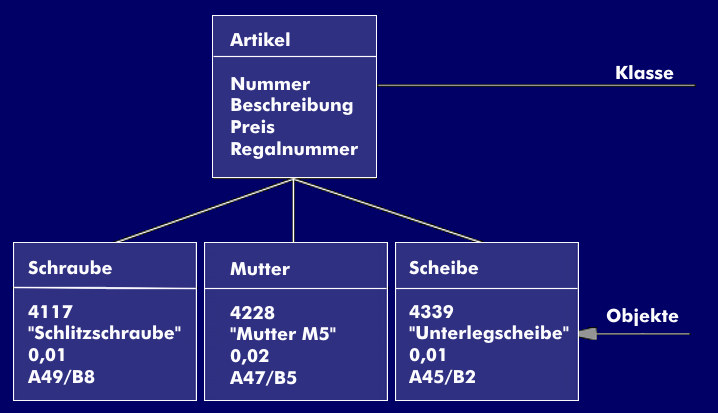 Artikel
Nummer
Beschreibung
Preis
Regalnummer
Klasse
Schraube
4117
"Schlitzschraube"
0,01
A49/B8
Mutter
4228
"Mutter M5"
0,02
A47/B5
Scheibe
4339
"Unterlegscheibe"
0,01
A45/B2
Objekte